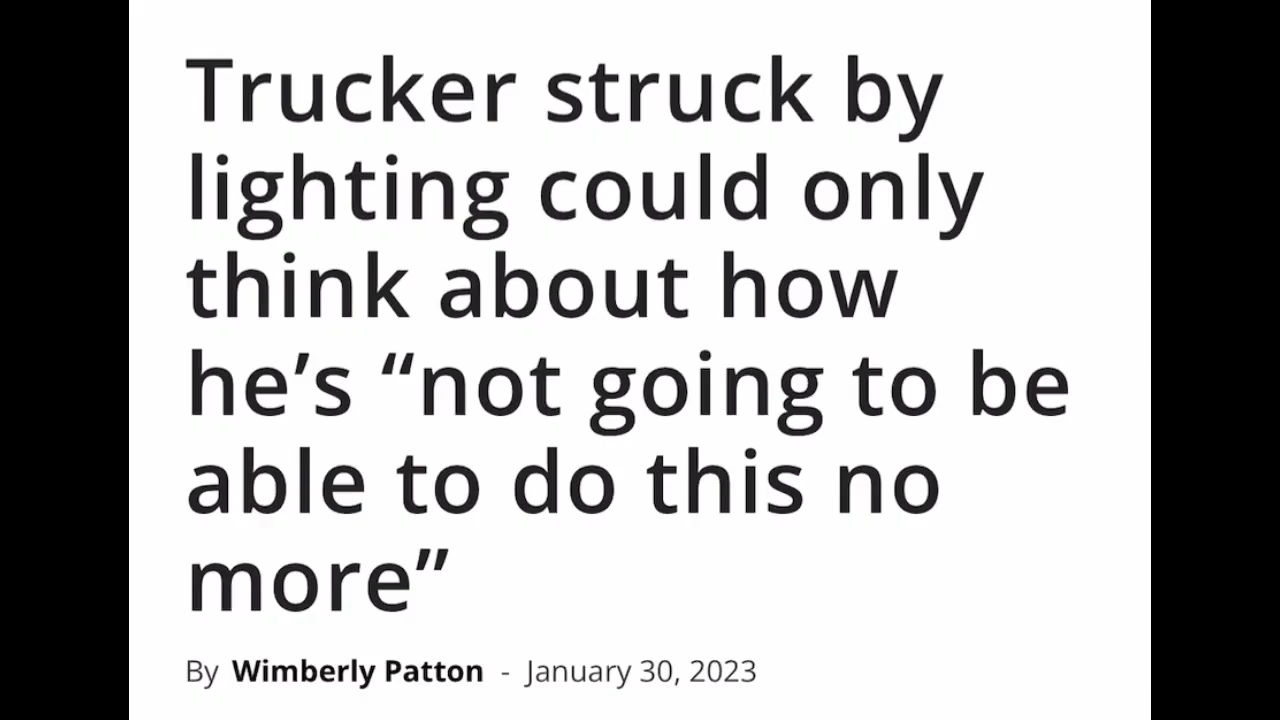 Trucker struck by
lighting could only
think about how
he’s “not going to be
able to do this no
more”
By Wimberly Patton - January 30, 2023